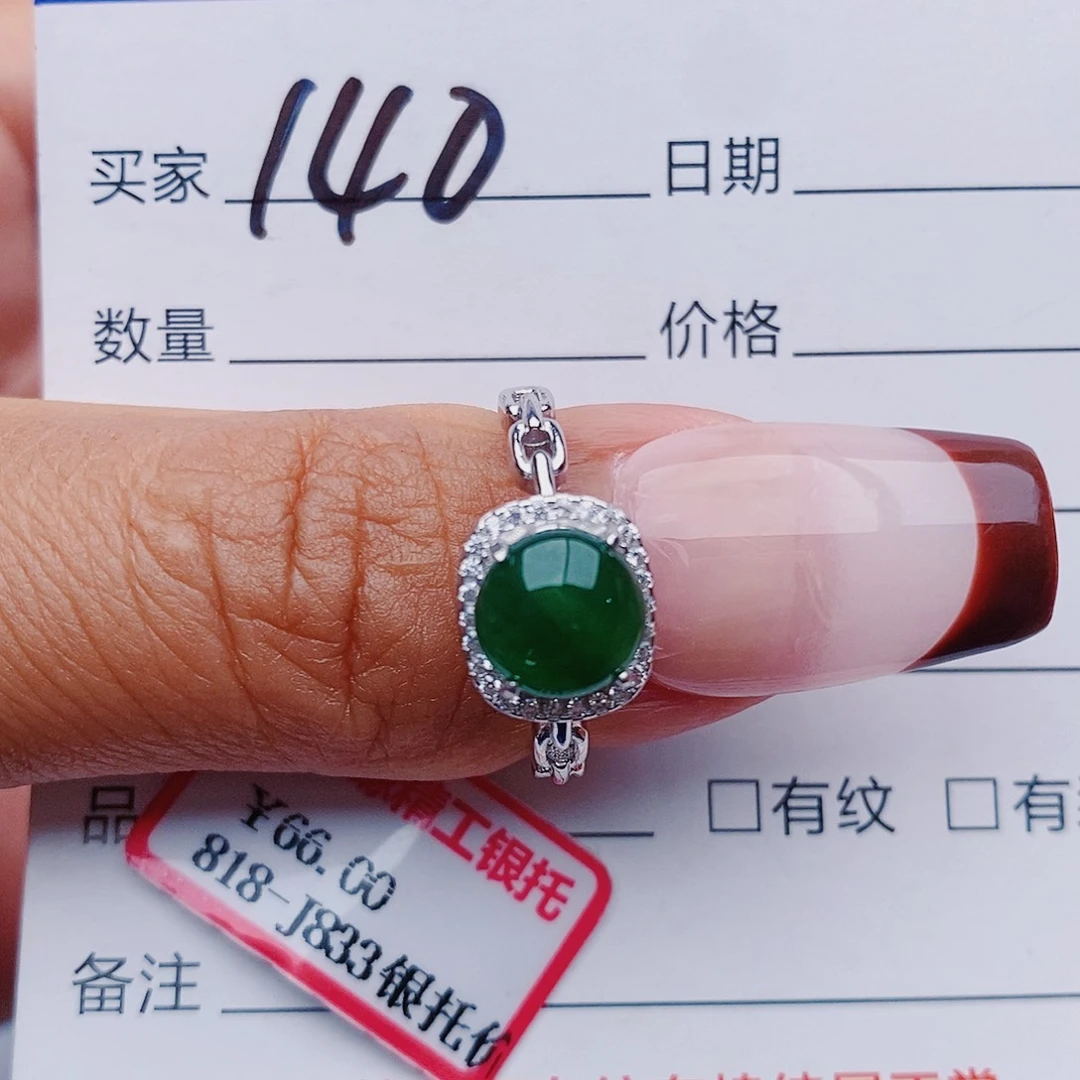 买家 140 日期
数量 价格
品 □有纹 □有
精工银托
¥66.00
818-J833银托价
备注